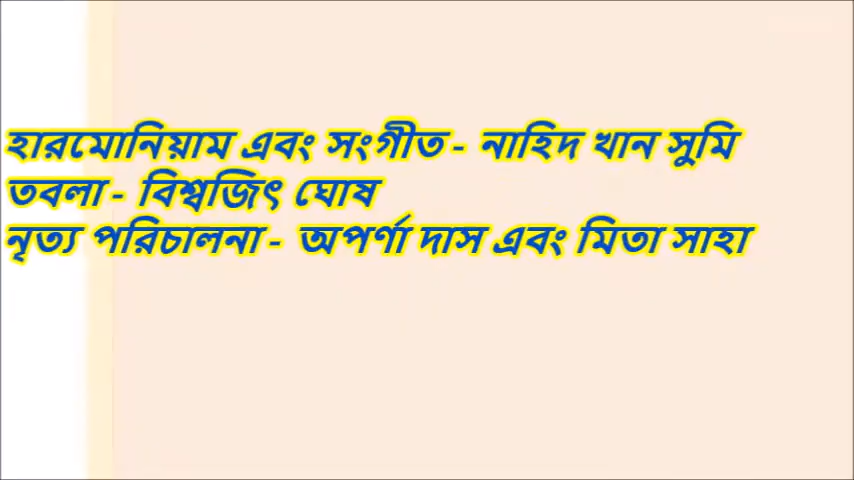 হারমোনিয়াম এবং সংগীত - নাহিদ খান সুমি
তবলা - বিশ্বজিৎ ঘোষ
নৃত্য পরিচালনা - অপর্ণা দাস এবং মিতা সাহা